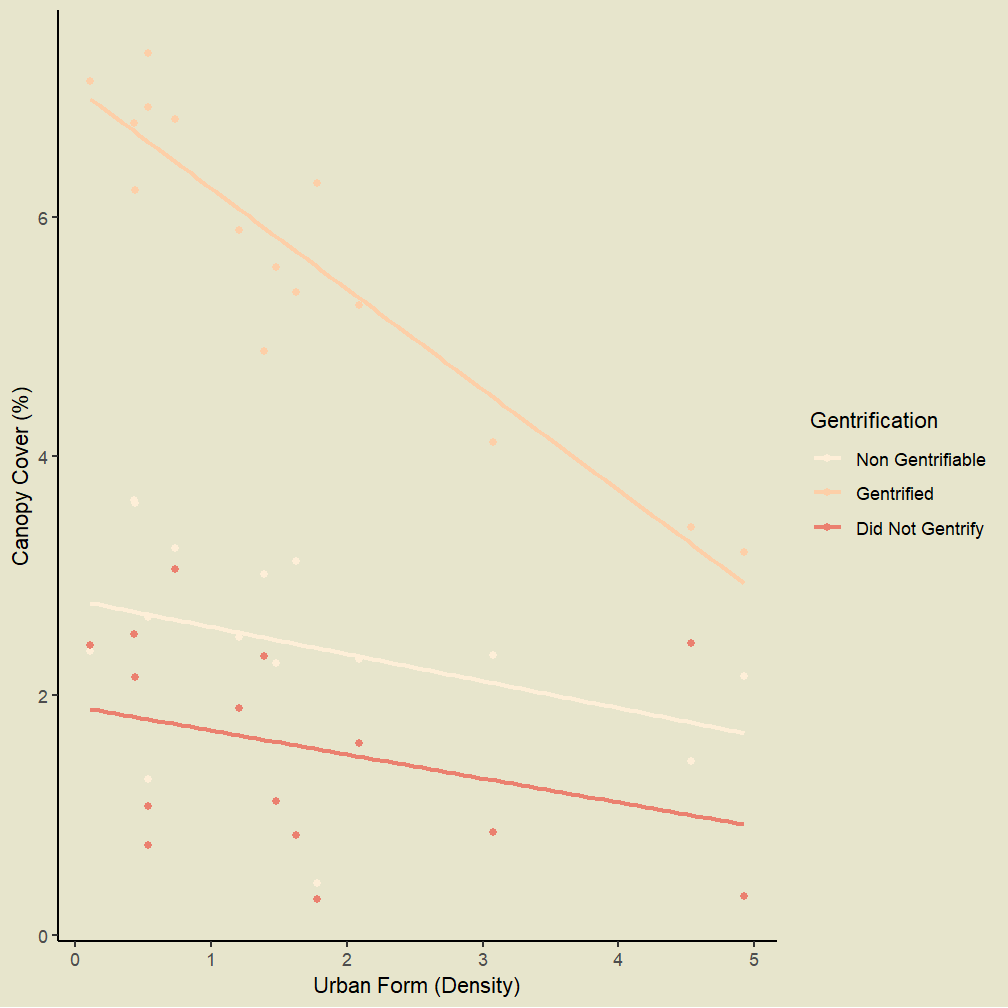 Canopy Cover (%)
6
4
2
0
0 1 2 3 4 5
Urban Form (Density)
Gentrification
Non Gentrifiable
Gentrified
Did Not Gentrify